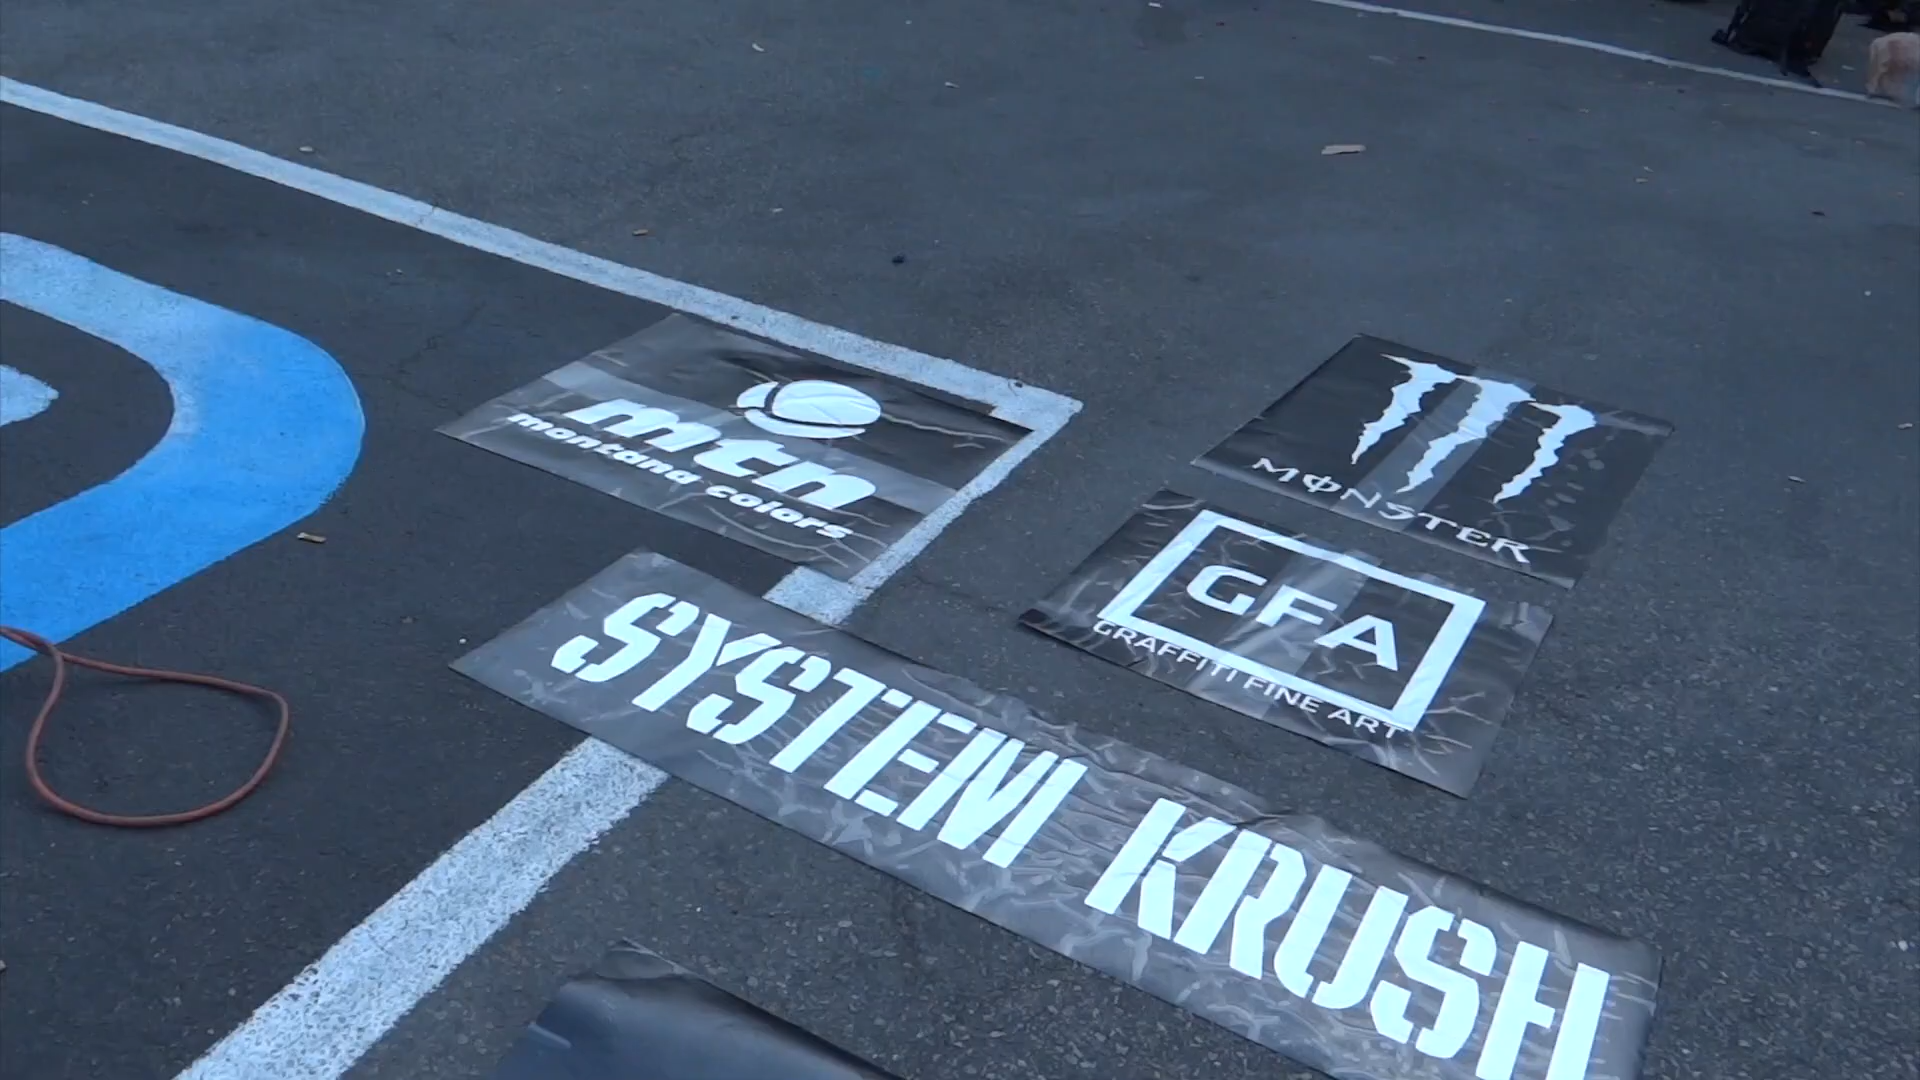 mtn
montana colors
MONSTER
GFA
GRAFFITI FINE ART
SYSTEM KRUSH